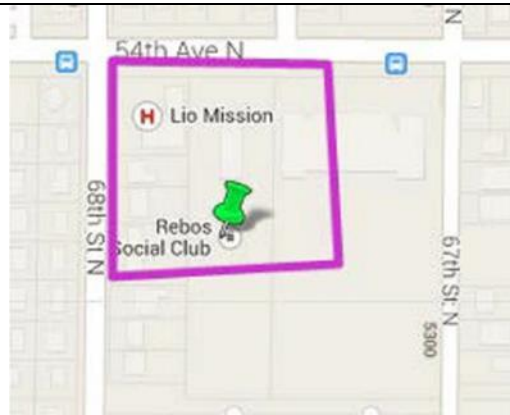 N
54th Ave N
H
Lio Mission
68th St N
Rebos
Social Club
67th St. N
5300